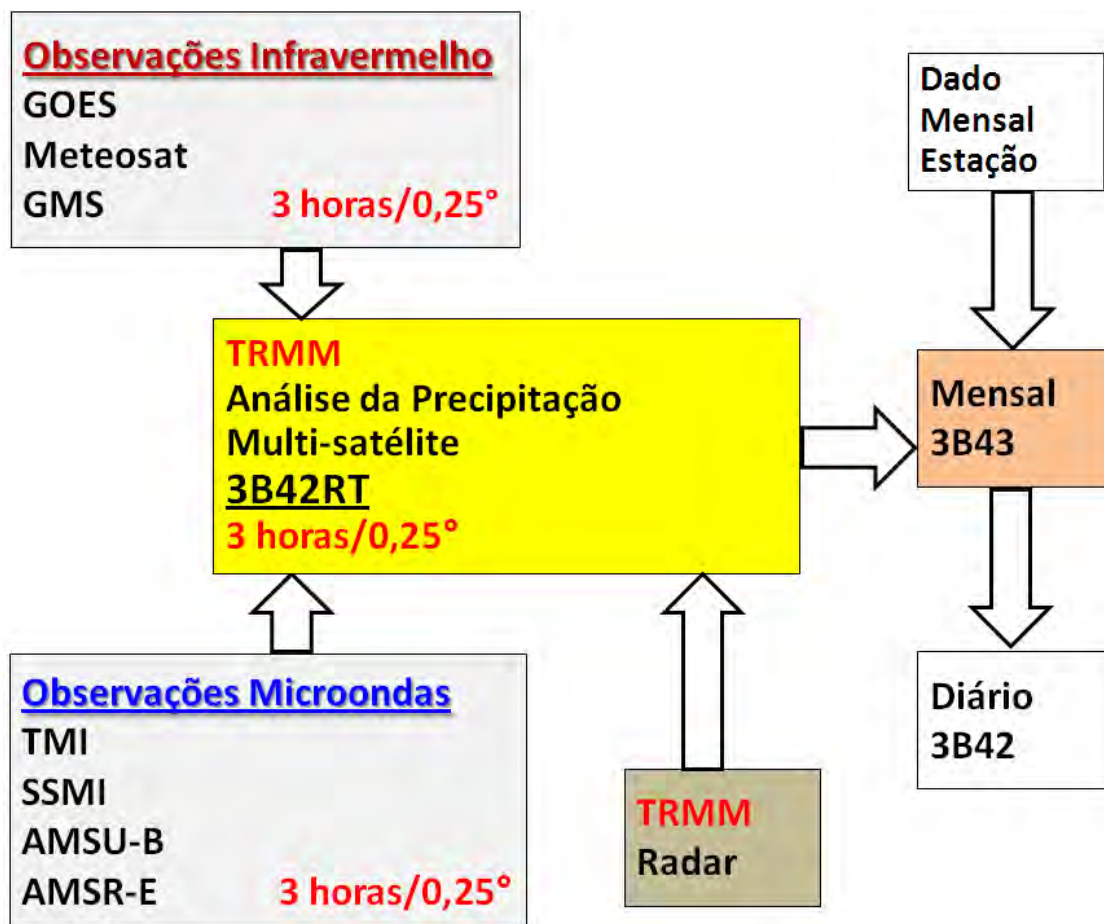 Observações Infravermelho
GOES
Meteosat
GMS 3 horas/0,25°
Dado
Mensal
Estação
TRMM
Análise da Precipitação
Multi-satélite
3B42RT
3 horas/0,25°
Mensal
3B43
Observações Microondas
TMI
SSMI
AMSU-B
AMSR-E 3 horas/0,25°
TRMM
Radar
Diário
3B42